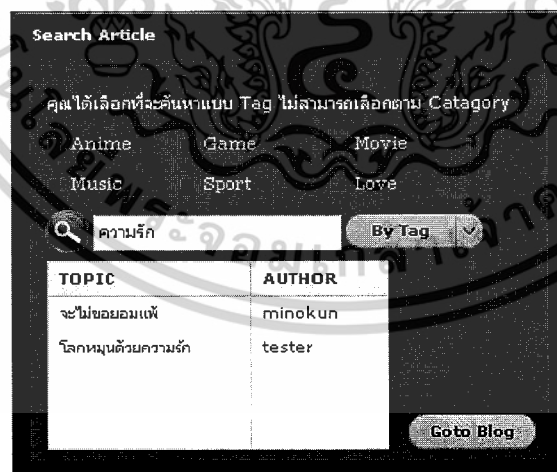 Search Article
คุณได้เลือกที่จะค้นหาแบบ Tag ไม่สามารถเลือกตาม Catagory
Anime Game Movie
Music Sport Love
ความรัก By Tag
TOPIC AUTHOR
จะไม่ขอยอมแพ้ minokun
โลกหมุนด้วยความรัก tester
Goto Blog